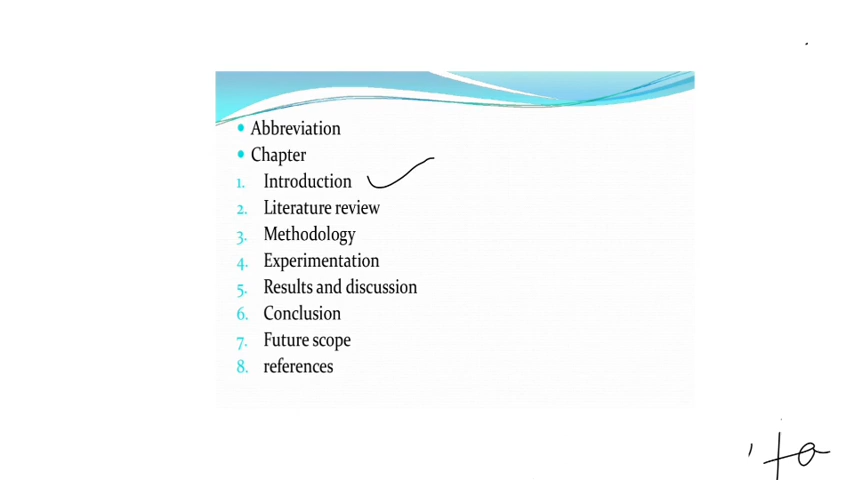 • Abbreviation
• Chapter
1. Introduction
2. Literature review
3. Methodology
4. Experimentation
5. Results and discussion
6. Conclusion
7. Future scope
8. references